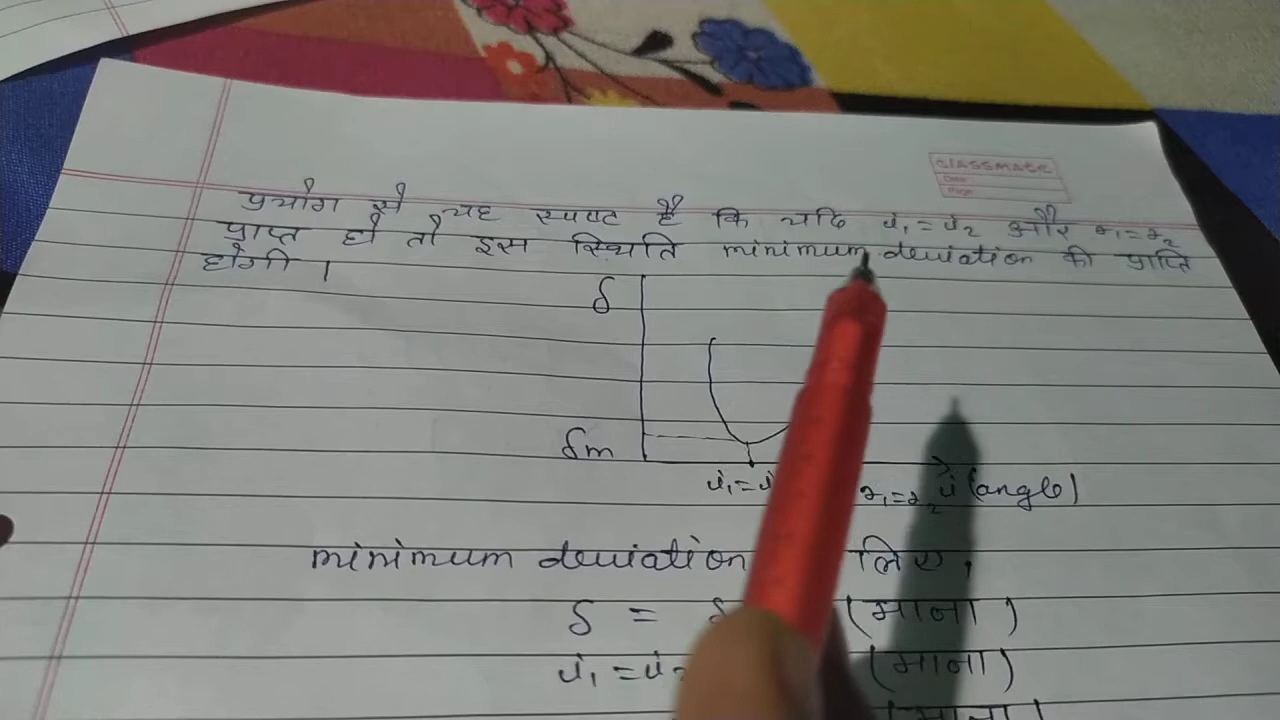 CLASSMATE
Date
Page
प्रयोग से यह स्पष्ट है कि यदि i₁=i₂ और r₁=r₂
प्राप्त हो तो इस स्थिति minimum deviation की प्राप्ति
होगी ।
δ
δm
i₁=i
r₁=r₂ i (angle)
minimum deviation लिए,
δ = (माना)
i₁=i₂ (माना)
(माना)